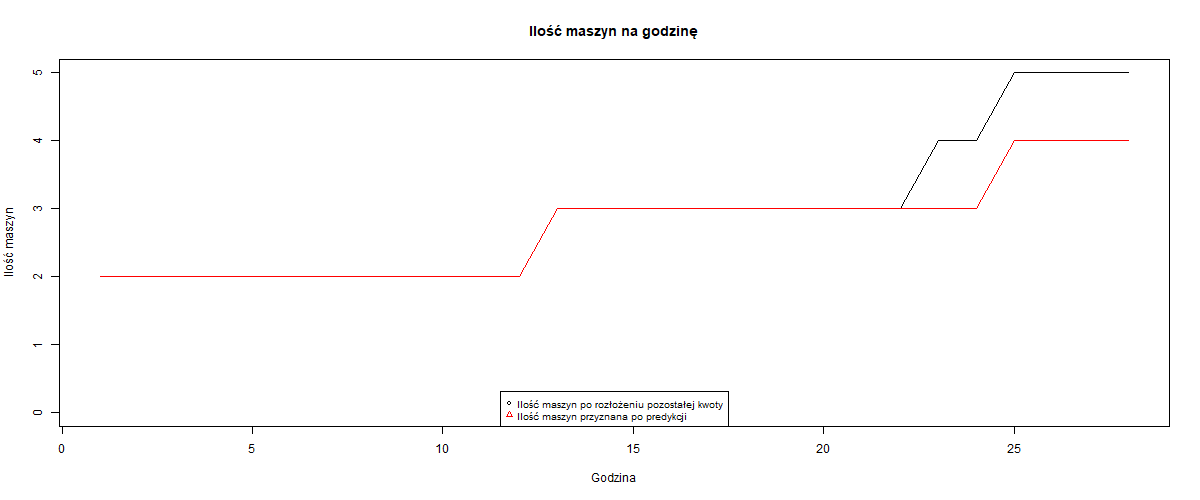 Ilość maszyn na godzinę
Ilość maszyn
5
4
3
2
1
0
Ilość maszyn po rozłożeniu pozostałej kwoty
Ilość maszyn przyznana po predykcji
0 5 10 15 20 25
Godzina